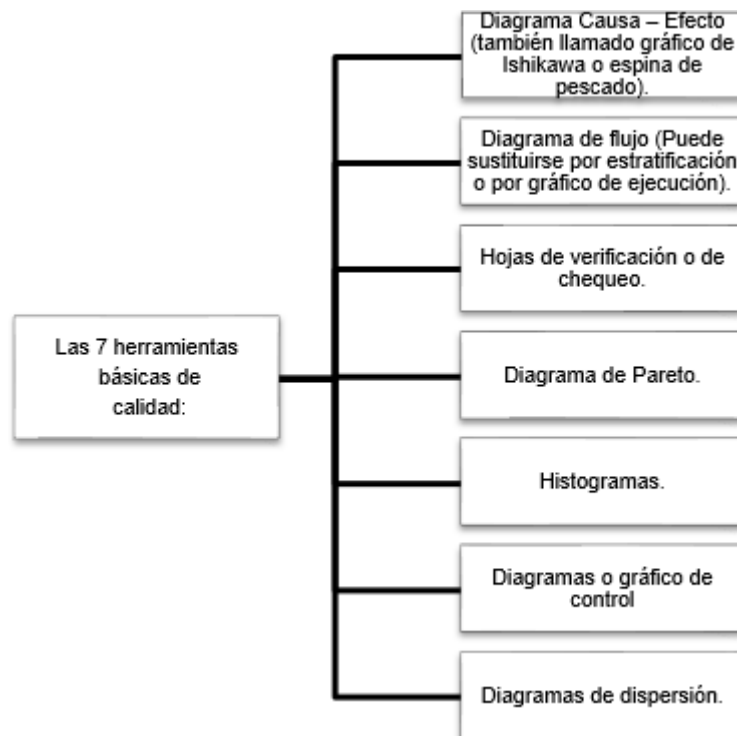 Las 7 herramientas
básicas de
calidad:
Diagrama Causa – Efecto
(también llamado gráfico de
Ishikawa o espina de
pescado).
Diagrama de flujo (Puede
sustituirse por estratificación
o por gráfico de ejecución).
Hojas de verificación o de
chequeo.
Diagrama de Pareto.
Histogramas.
Diagramas o gráfico de
control
Diagramas de dispersión.